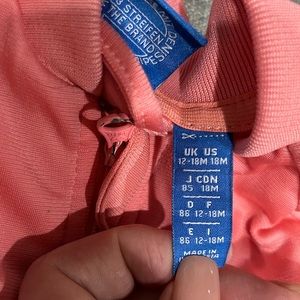 3 STREIFEN
THE BRAND
UK US
12-18M 18M
J CDN
85 18M
D F
86 12-18M
E I
86 12-18M
MADE IN